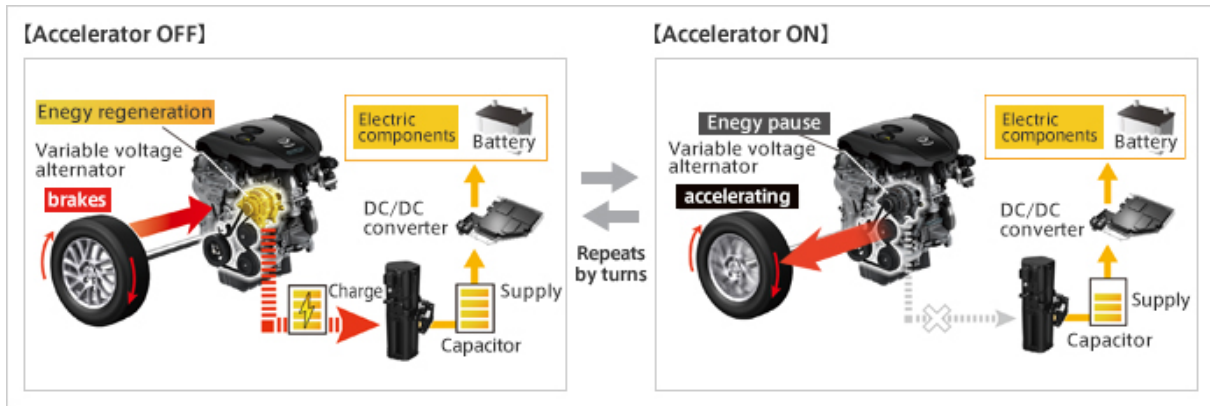 【Accelerator OFF】
Enegy regeneration
Variable voltage
alternator
brakes
Electric
components
Battery
DC/DC
converter
Charge
Supply
Capacitor
Repeats
by turns
【Accelerator ON】
Enegy pause
Variable voltage
alternator
accelerating
Electric
components
Battery
DC/DC
converter
Supply
Capacitor